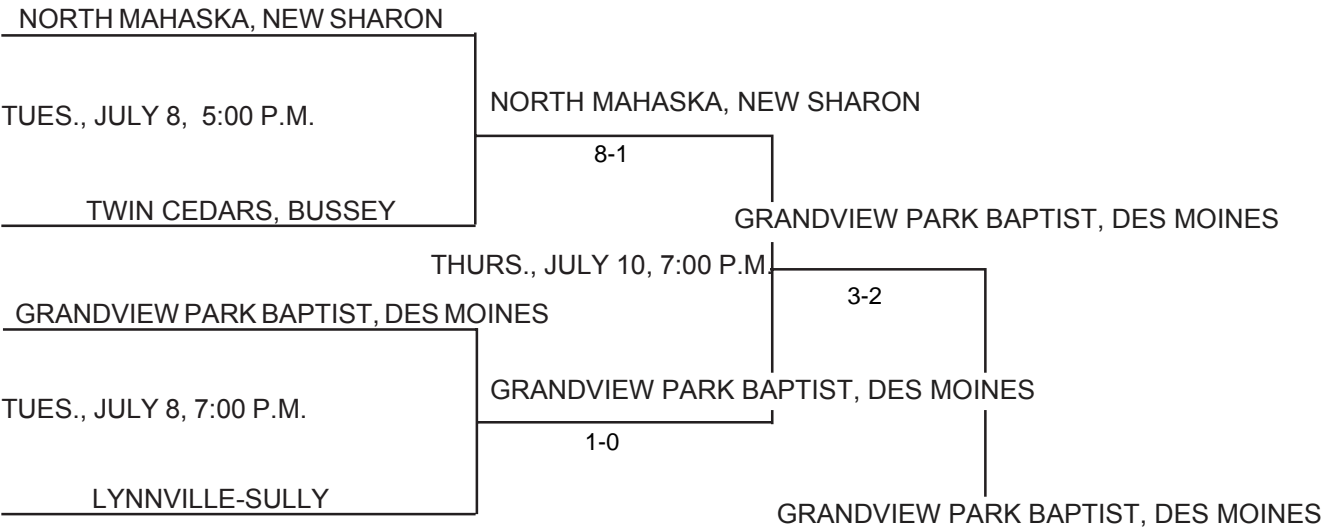 NORTH MAHASKA, NEW SHARON
TUES., JULY 8, 5:00 P.M.
NORTH MAHASKA, NEW SHARON
8-1
TWIN CEDARS, BUSSEY
GRANDVIEW PARK BAPTIST, DES MOINES
THURS., JULY 10, 7:00 P.M.
3-2
GRANDVIEW PARK BAPTIST, DES MOINES
GRANDVIEW PARK BAPTIST, DES MOINES
TUES., JULY 8, 7:00 P.M.
1-0
LYNNVILLE-SULLY
GRANDVIEW PARK BAPTIST, DES MOINES